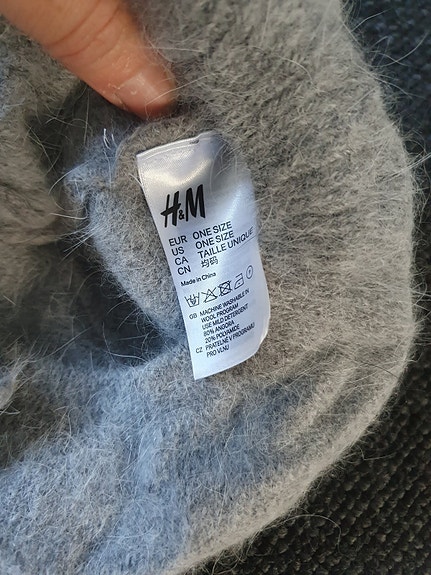 H&M
EUR ONE SIZE
US ONE SIZE
CA TAILLE UNIQUE
CN 均码
Made in China
GB MACHINE WASHABLE IN
WOOL PROGRAM
USE MILD DETERGENT
80% ANGORA
20% POLYAMIDE
CZ PRATELNÉ V PROGRAMU
PRO VLNU